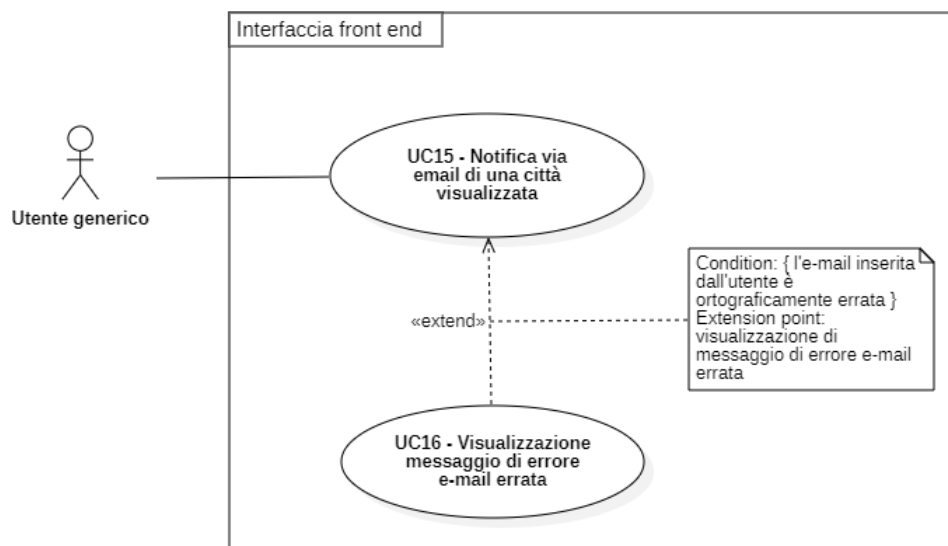 Interfaccia front end
UC15 - Notifica via
email di una città
visualizzata
Utente generico
Condition: { l'e-mail inserita
dall'utente è
ortograficamente errata }
Extension point:
visualizzazione di
messaggio di errore e-mail
errata
«extend»
UC16 - Visualizzazione
messaggio di errore
e-mail errata